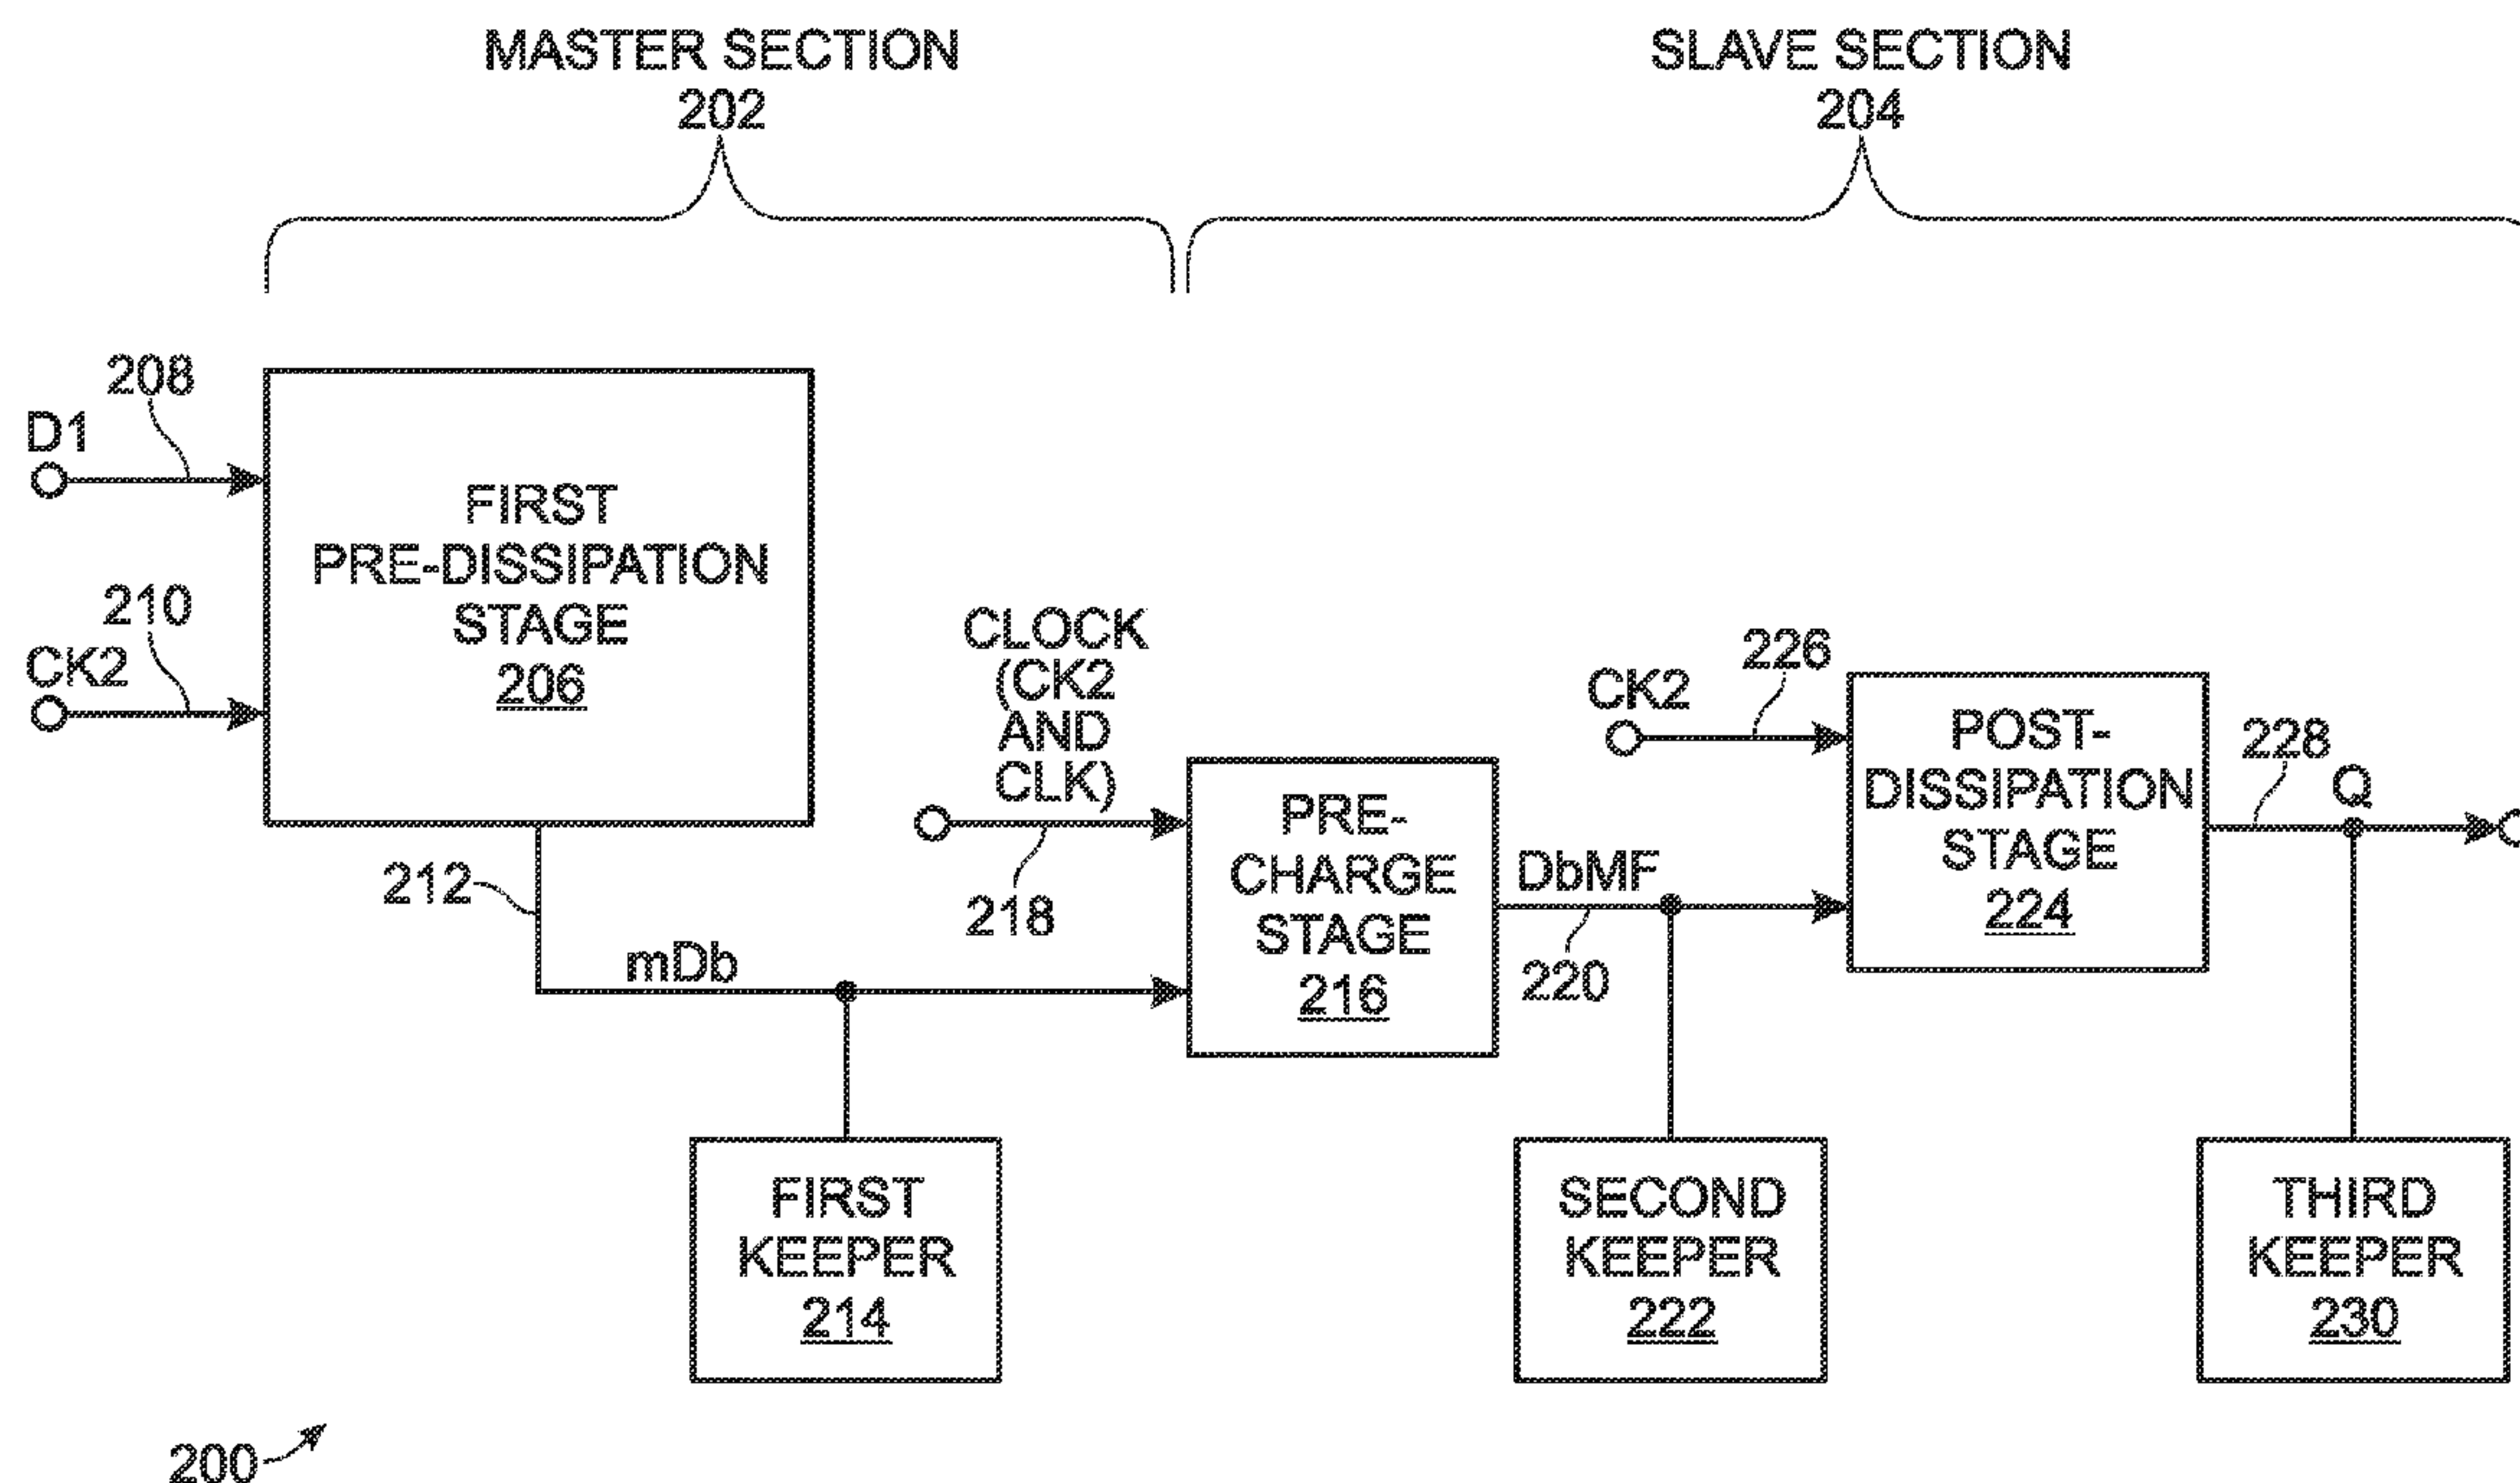 MASTER SECTION
202
SLAVE SECTION
204
208
D1
FIRST
PRE-DISSIPATION
STAGE
206
210
CK2
212
mDb
CLOCK
(CK2
AND
CLK)
218
PRE-
CHARGE
STAGE
216
DbMF
220
CK2
226
POST-
DISSIPATION
STAGE
224
228
Q
FIRST
KEEPER
214
SECOND
KEEPER
222
THIRD
KEEPER
230
200